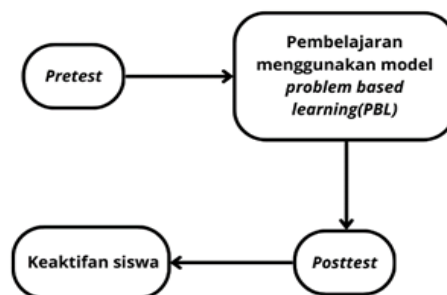 Pretest
Pembelajaran
menggunakan model
problem based
learning(PBL)
Posttest
Keaktifan siswa